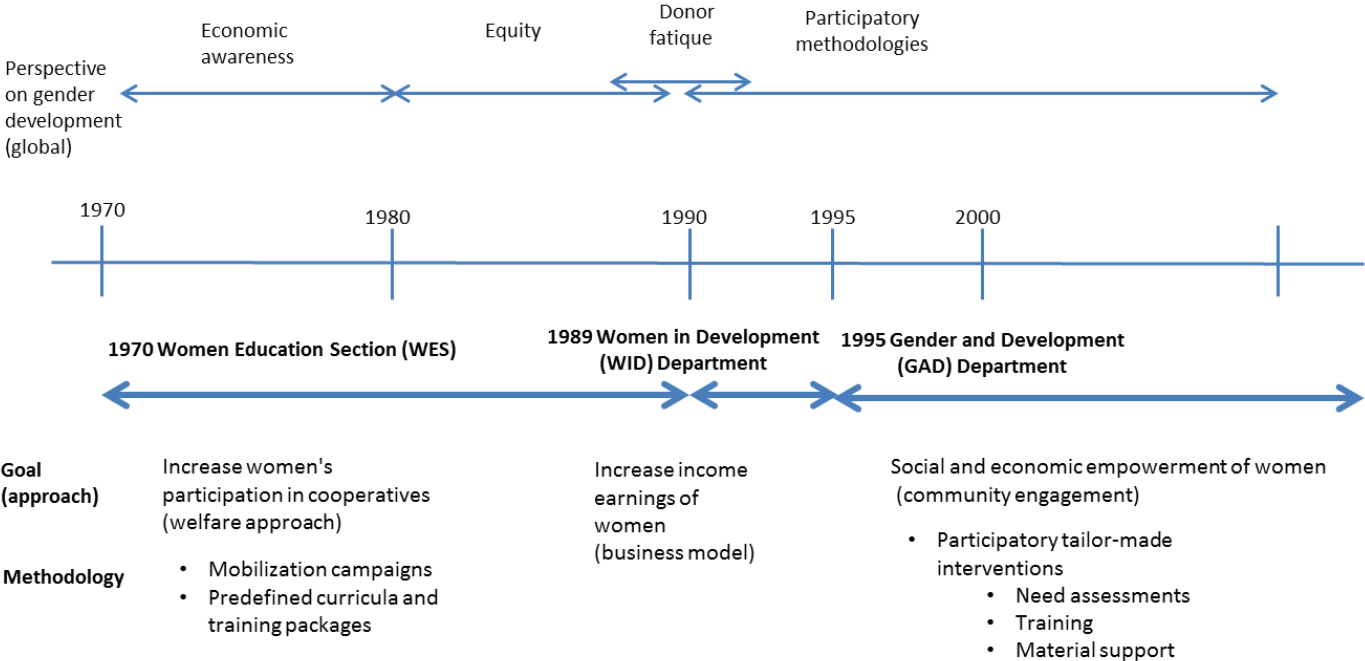 Economic
awareness
Equity
Donor
fatique
Participatory
methodologies
Perspective
on gender
development
(global)
1970
1980
1990
1995
2000
1970 Women Education Section (WES)
1989 Women in Development
(WID) Department
1995 Gender and Development
(GAD) Department
Goal
(approach)
Increase women's
participation in cooperatives
(welfare approach)
Increase income
earnings of
women
(business model)
Social and economic empowerment of women
(community engagement)
Methodology
• Mobilization campaigns
• Predefined curricula and
training packages
• Participatory tailor-made
interventions
• Need assessments
• Training
• Material support